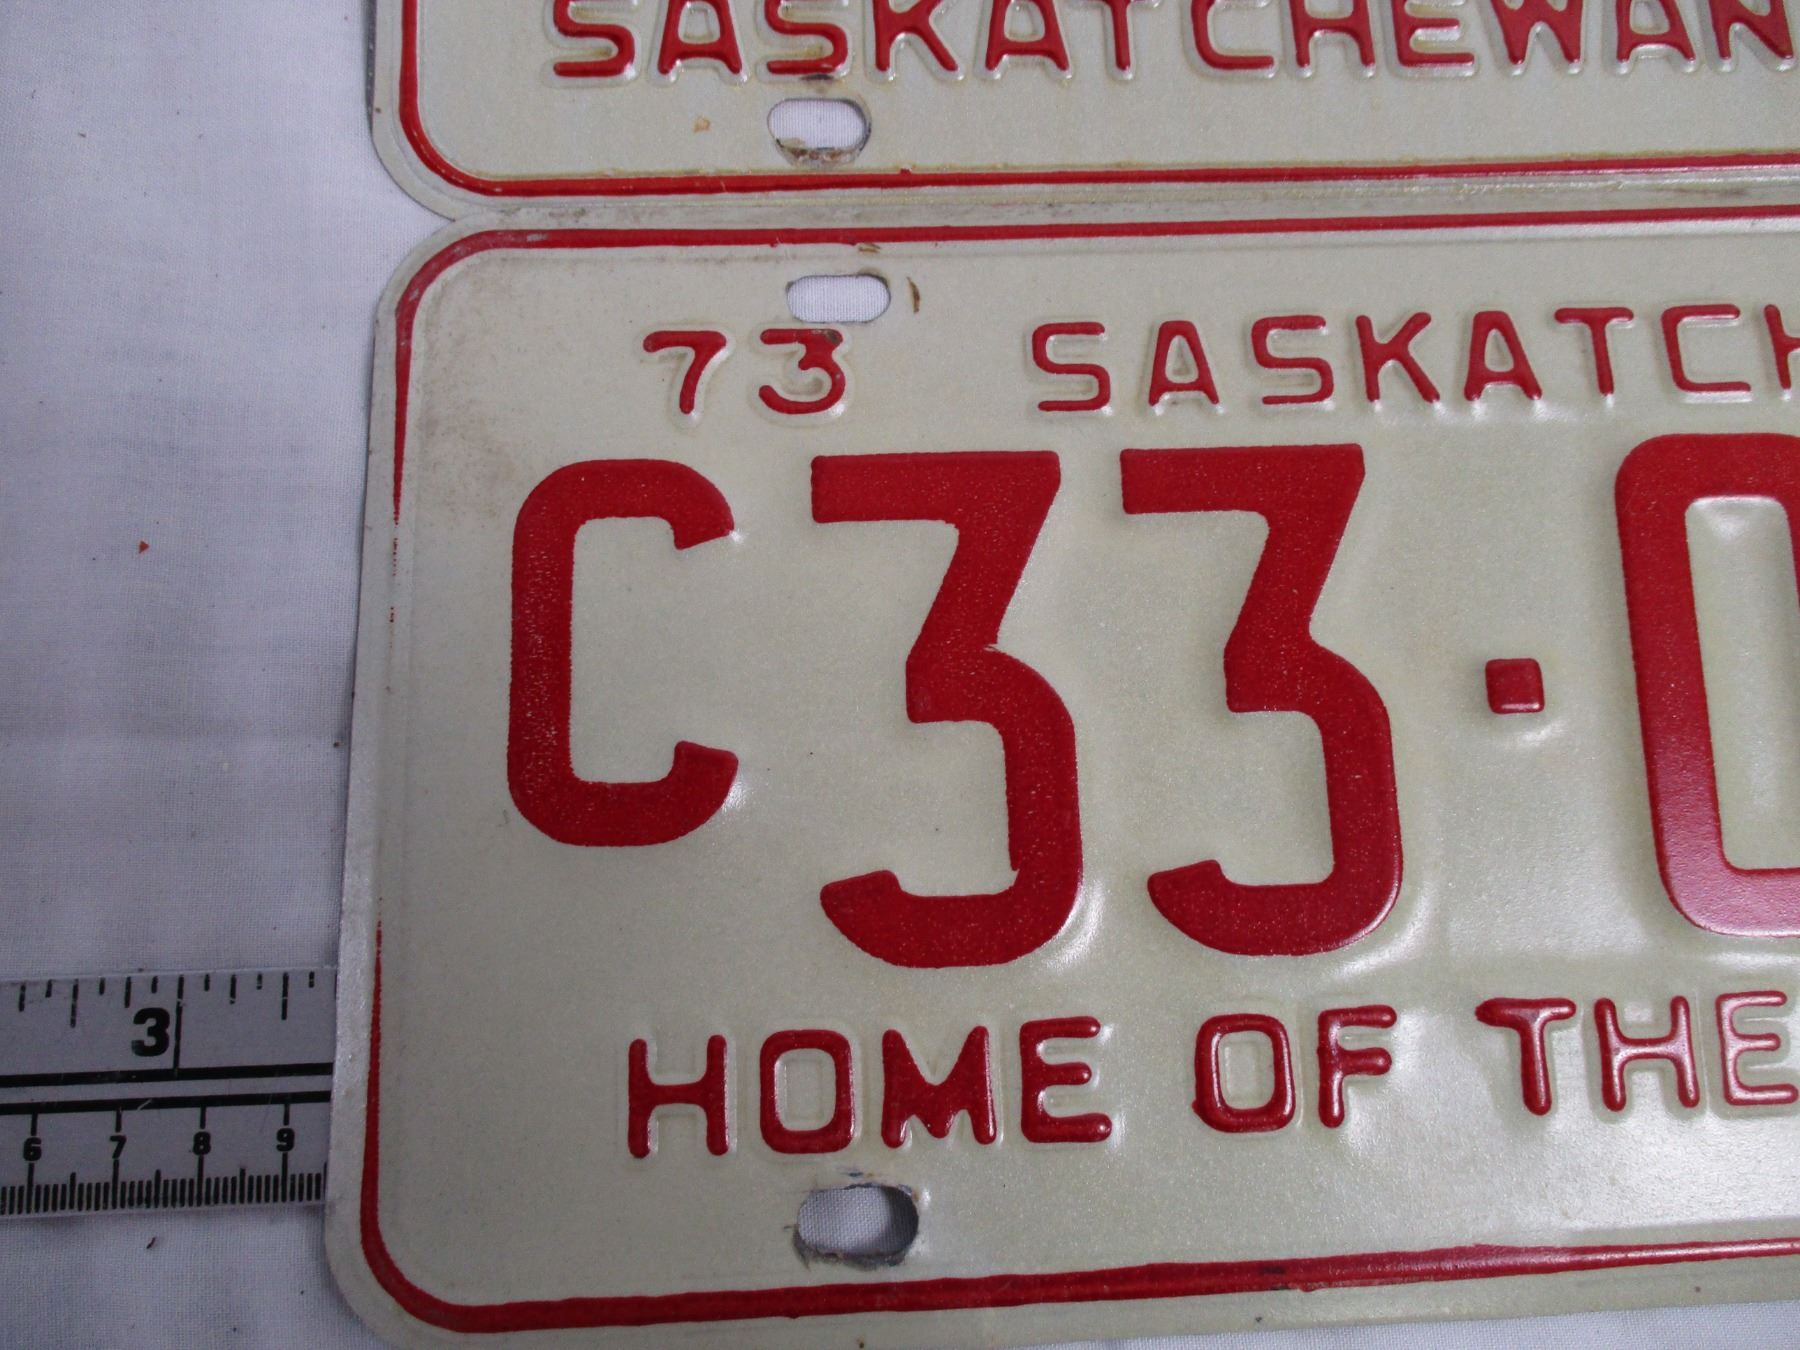 SASKATCHEWAN
73 SASKATCH
C33·0
HOME OF THE
3
6 7 8 9